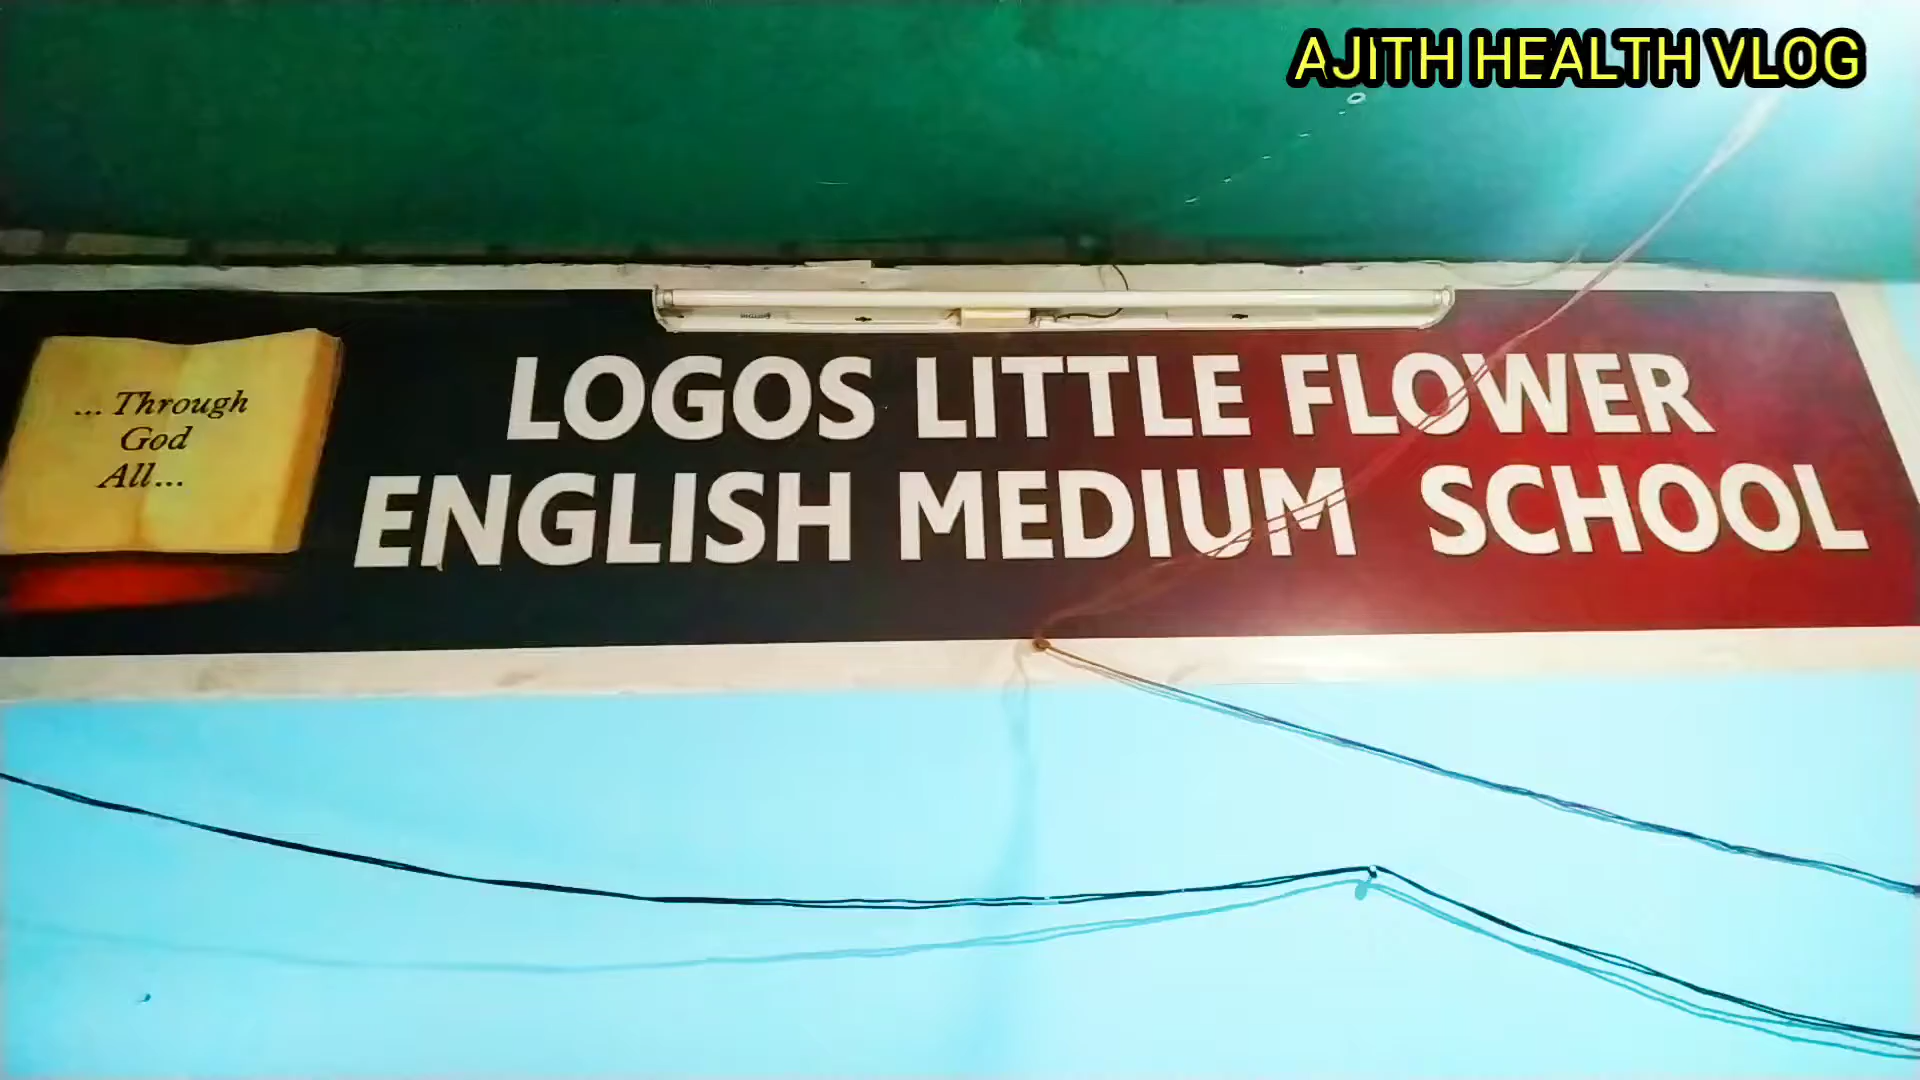 AJITH HEALTH VLOG
... Through
God
All...
LOGOS LITTLE FLOWER
ENGLISH MEDIUM SCHOOL